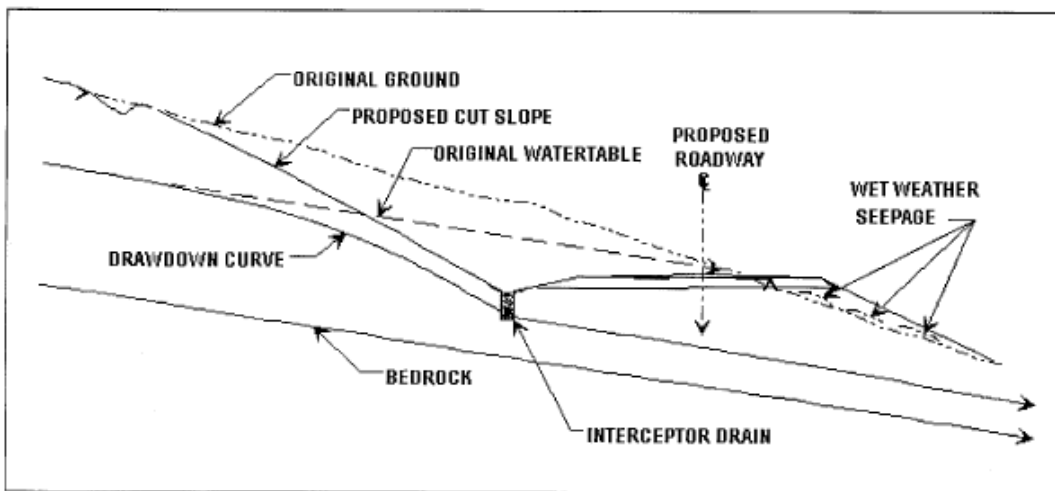 ORIGINAL GROUND
PROPOSED CUT SLOPE
ORIGINAL WATERTABLE
PROPOSED
ROADWAY
℄
WET WEATHER
SEEPAGE
DRAWDOWN CURVE
BEDROCK
INTERCEPTOR DRAIN